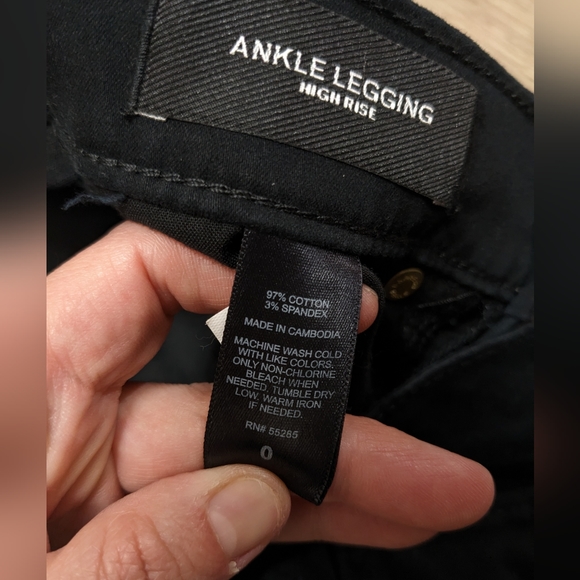 ANKLE LEGGING
HIGH RISE
97% COTTON
3% SPANDEX
MADE IN CAMBODIA
MACHINE WASH COLD
WITH LIKE COLORS.
ONLY NON-CHLORINE
BLEACH WHEN
NEEDED. TUMBLE DRY
LOW. WARM IRON
IF NEEDED.
RN# 55285
0